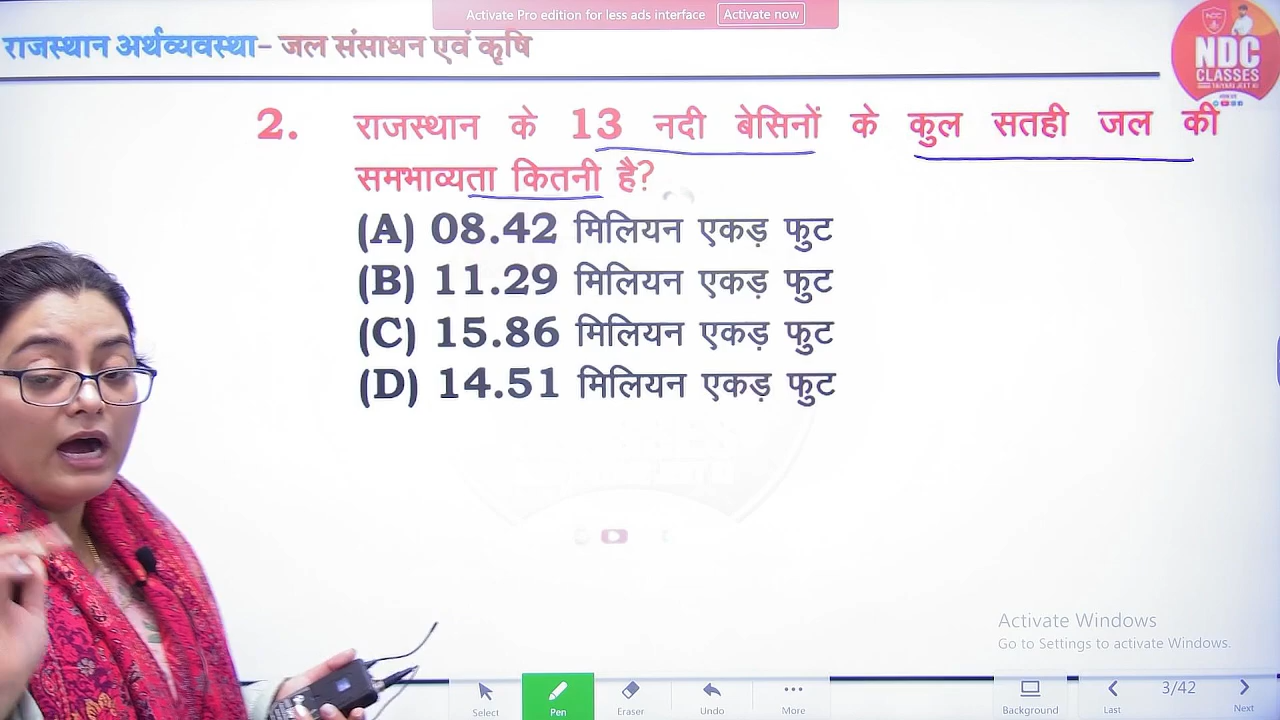 Activate Pro edition for less ads interface Activate now
राजस्थान अर्थव्यवस्था– जल संसाधन एवं कृषि
NDC
CLASSES
2. राजस्थान के 13 नदी बेसिनों के कुल सतही जल की
समभाव्यता कितनी है?
(A) 08.42 मिलियन एकड़ फुट
(B) 11.29 मिलियन एकड़ फुट
(C) 15.86 मिलियन एकड़ फुट
(D) 14.51 मिलियन एकड़ फुट
Activate Windows
Go to Settings to activate Windows.
Select Pen Eraser Undo More Background Last 3/42 Next